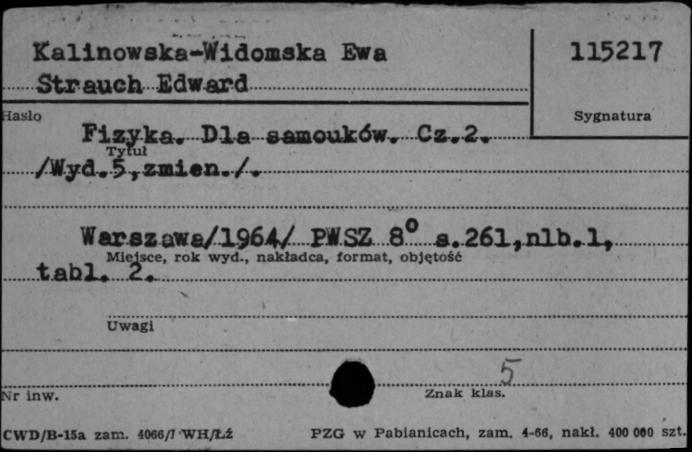 Kalinowska-Widomska Ewa
115217
Strauch Edward
Hasło
Sygnatura
Fizyka. Dla samouków. Cz.2.
Tytuł
/Wyd.5,zmien./.
Warszawa/1964/ PWSZ 8° s.261,nlb.1,
Miejsce, rok wyd., nakładca, format, objętość
tabl. 2.
Uwagi
5
Nr inw.
Znak klas.
CWD/B-15a zam. 4066/I WH/Łż
PZG w Pabianicach, zam. 4-66, nakł. 400 000 szt.